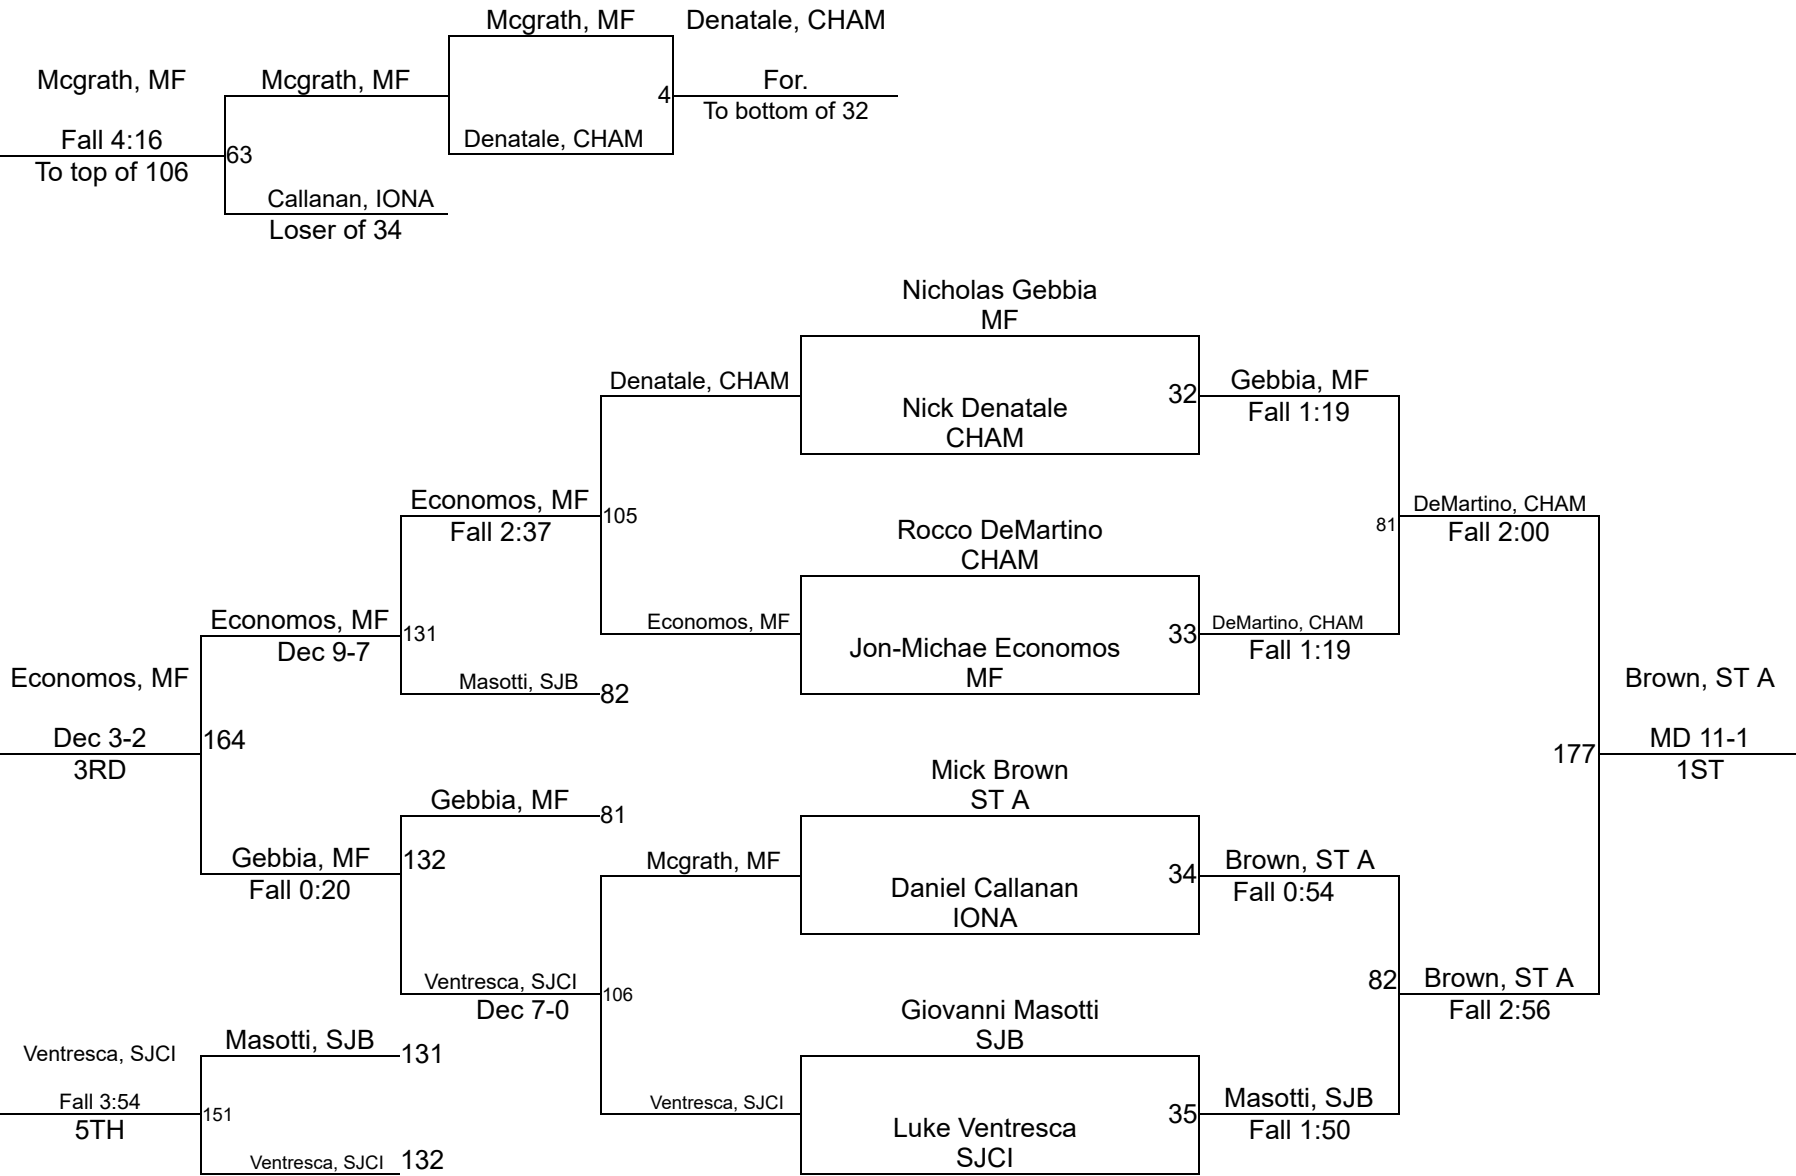 Mcgrath, MF
Denatale, CHAM
Mcgrath, MF
Mcgrath, MF
For.
4
To bottom of 32
Denatale, CHAM
Fall 4:16
63
To top of 106
Callanan, IONA
Loser of 34
Nicholas Gebbia
MF
Denatale, CHAM
Gebbia, MF
32
Nick Denatale
Fall 1:19
CHAM
Economos, MF
DeMartino, CHAM
105
81
Fall 2:37
Rocco DeMartino
Fall 2:00
CHAM
Economos, MF
Economos, MF
DeMartino, CHAM
131
33
Dec 9-7
Jon-Michae Economos
Fall 1:19
Economos, MF
MF
Brown, ST A
Masotti, SJB
82
Dec 3-2
164
MD 11-1
177
3RD
Mick Brown
1ST
ST A
Gebbia, MF
81
Gebbia, MF
132
Mcgrath, MF
Brown, ST A
34
Fall 0:20
Daniel Callanan
Fall 0:54
IONA
Ventresca, SJCI
82
Brown, ST A
106
Dec 7-0
Giovanni Masotti
Fall 2:56
SJB
Ventresca, SJCI
Masotti, SJB
131
Fall 3:54
Ventresca, SJCI
Masotti, SJB
151
35
5TH
Luke Ventresca
Fall 1:50
SJCI
Ventresca, SJCI
132